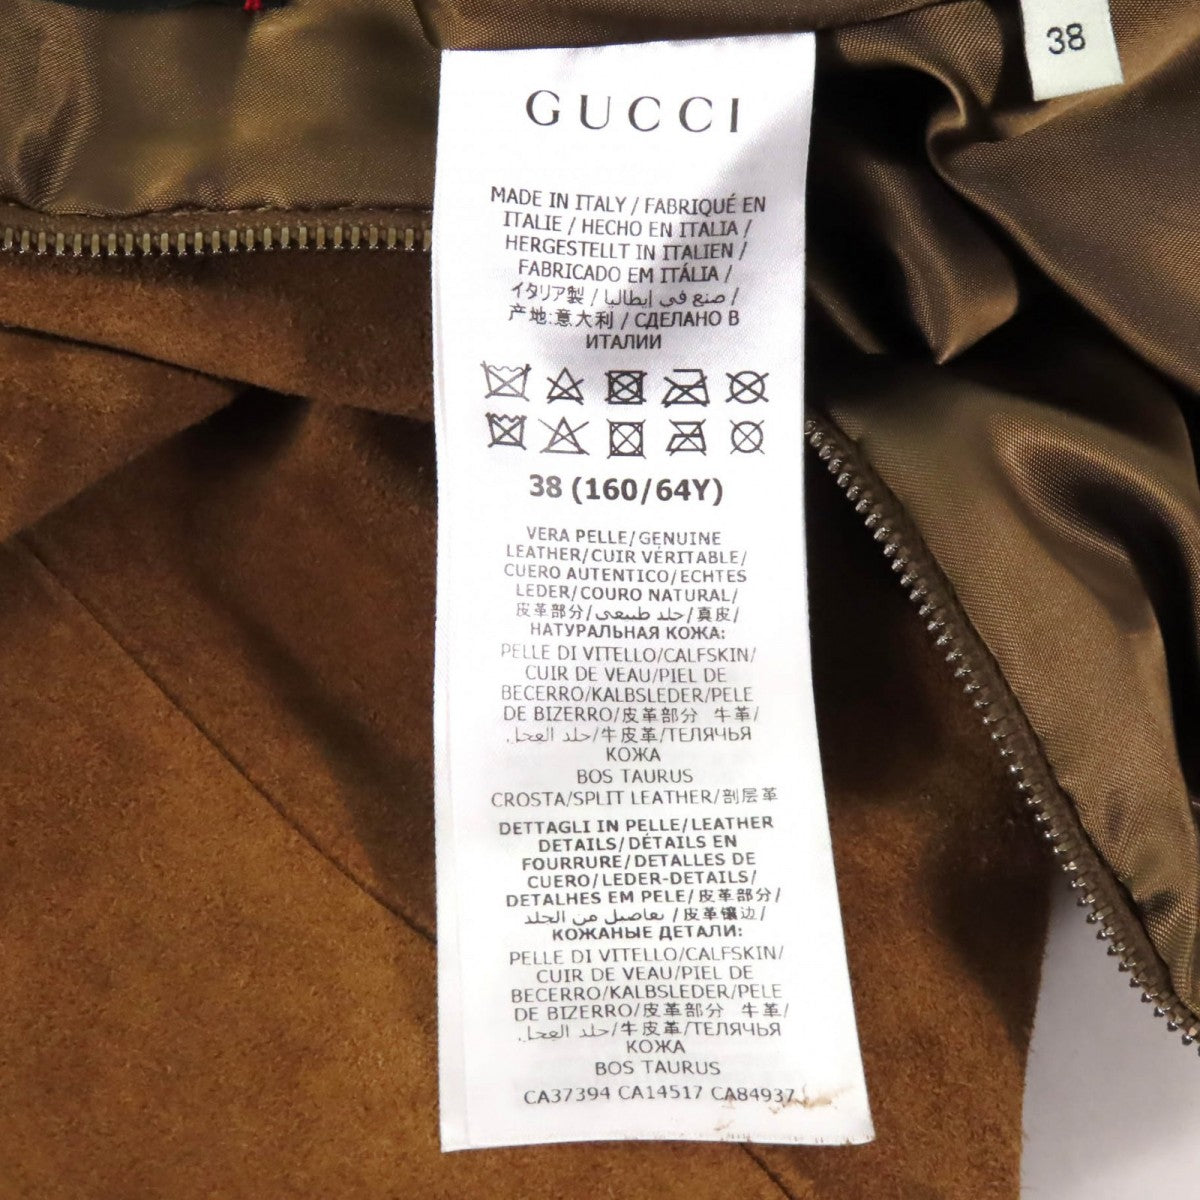 38
GUCCI
MADE IN ITALY / FABRIQUÉ EN
ITALIE / HECHO EN ITALIA /
HERGESTELLT IN ITALIEN /
FABRICADO EM ITÁLIA /
イタリア製 / صنع في إيطاليا /
产地:意大利 / СДЕЛАНО В
ИТАЛИИ
38 (160/64Y)
VERA PELLE/GENUINE
LEATHER/CUIR VÉRITABLE/
CUERO AUTENTICO/ECHTES
LEDER/COURO NATURAL/
皮革部分/جلد طبيعي/真皮/
НАТУРАЛЬНАЯ КОЖА:
PELLE DI VITELLO/CALFSKIN/
CUIR DE VEAU/PIEL DE
BECERRO/KALBSLEDER/PELE
DE BIZERRO/皮革部分 牛革/
جلد العجل/牛皮革/ТЕЛЯЧЬЯ
КОЖА
BOS TAURUS
CROSTA/SPLIT LEATHER/剖层革
DETTAGLI IN PELLE/LEATHER
DETAILS/DÉTAILS EN
FOURRURE/DETALLES DE
CUERO/LEDER-DETAILS/
DETALHES EM PELE/皮革部分/
تفاصيل من الجلد/皮革镶边/
КОЖАНЫЕ ДЕТАЛИ:
PELLE DI VITELLO/CALFSKIN/
CUIR DE VEAU/PIEL DE
BECERRO/KALBSLEDER/PELE
DE BIZERRO/皮革部分 牛革/
جلد العجل/牛皮革/ТЕЛЯЧЬЯ
КОЖА
BOS TAURUS
CA37394 CA14517 CA84937